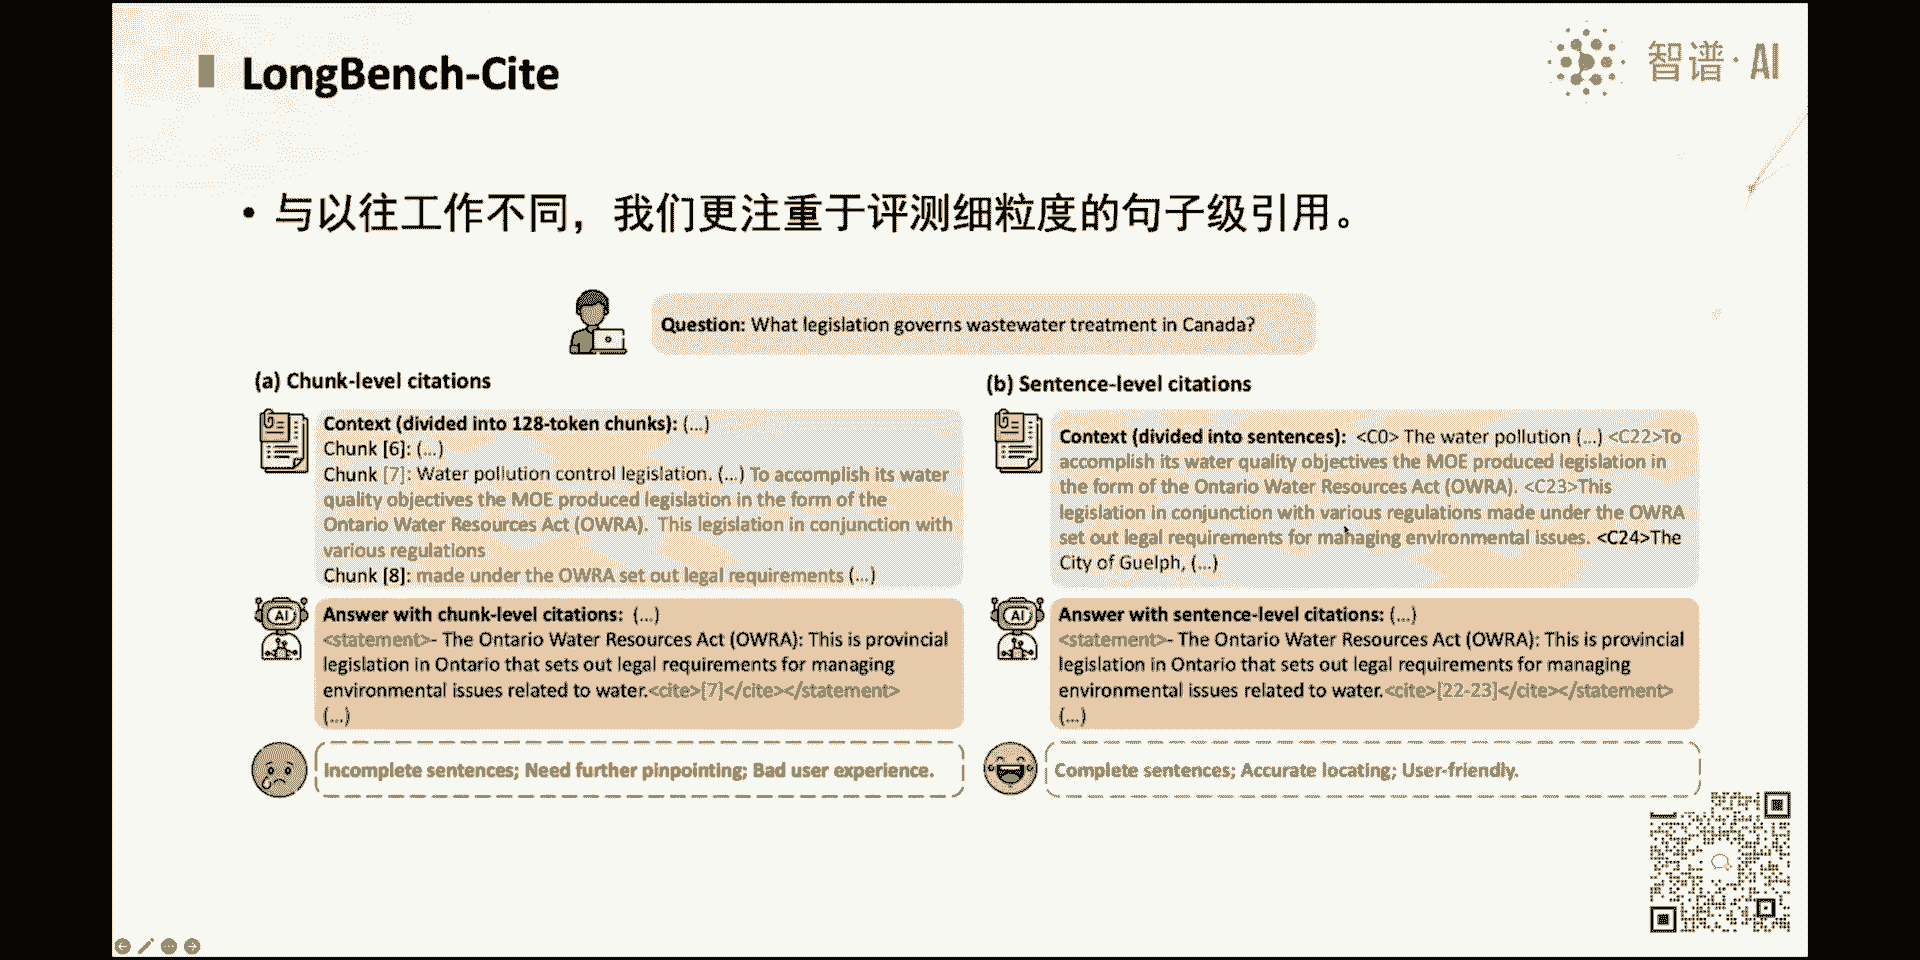 LongBench-Cite
智谱·AI
• 与以往工作不同，我们更注重于评测细粒度的句子级引用。
Question: What legislation governs wastewater treatment in Canada?
(a) Chunk-level citations
Context (divided into 128-token chunks): (...)
Chunk [6]: (...)
Chunk [7]: Water pollution control legislation. (...) To accomplish its water
quality objectives the MOE produced legislation in the form of the
Ontario Water Resources Act (OWRA). This legislation in conjunction with
various regulations
Chunk [8]: made under the OWRA set out legal requirements (...)
AI
Answer with chunk-level citations: (...)
<statement>- The Ontario Water Resources Act (OWRA): This is provincial
legislation in Ontario that sets out legal requirements for managing
environmental issues related to water.<cite>[7]</cite></statement>
(...)
Incomplete sentences; Need further pinpointing; Bad user experience.
(b) Sentence-level citations
Context (divided into sentences): <C0> The water pollution (...) <C22>To
accomplish its water quality objectives the MOE produced legislation in
the form of the Ontario Water Resources Act (OWRA). <C23>This
legislation in conjunction with various regulations made under the OWRA
set out legal requirements for managing environmental issues. <C24>The
City of Guelph, (...)
AI
Answer with sentence-level citations: (...)
<statement>- The Ontario Water Resources Act (OWRA): This is provincial
legislation in Ontario that sets out legal requirements for managing
environmental issues related to water.<cite>[22-23]</cite></statement>
(...)
Complete sentences; Accurate locating; User-friendly.